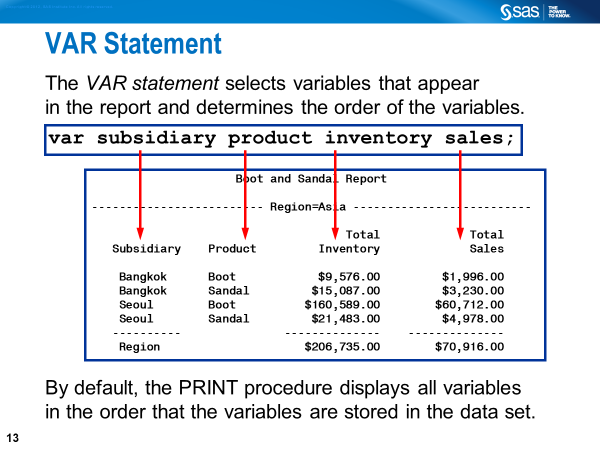 sas THE POWER TO KNOW.
VAR Statement
The VAR statement selects variables that appear
in the report and determines the order of the variables.
var subsidiary product inventory sales;
Boot and Sandal Report
------------------------- Region=Asia --------------------------
Total Total
Subsidiary Product Inventory Sales
Bangkok Boot $9,576.00 $1,996.00
Bangkok Sandal $15,087.00 $3,230.00
Seoul Boot $160,589.00 $60,712.00
Seoul Sandal $21,483.00 $4,978.00
---------- -------------- --------------
Region $206,735.00 $70,916.00
By default, the PRINT procedure displays all variables
in the order that the variables are stored in the data set.
13